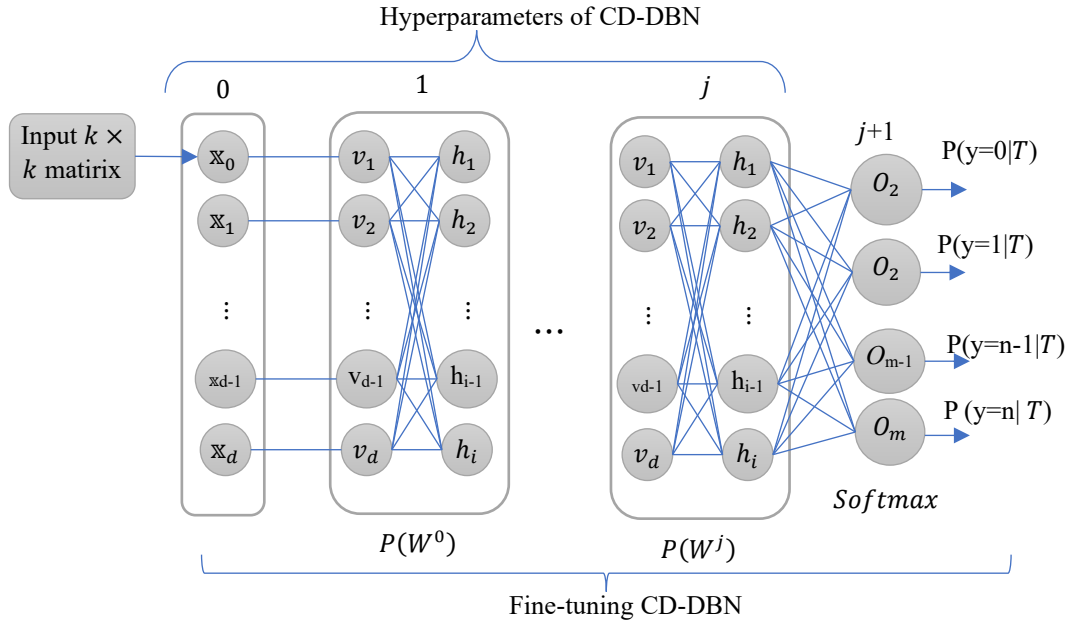 Hyperparameters of CD-DBN
0
1
j
j+1
Input k ×
k matirix
𝕩0
𝕩1
⋮
𝕩d-1
𝕩d
v1
v2
⋮
vd-1
vd
h1
h2
⋮
hi-1
hi
...
v1
v2
⋮
vd-1
vd
h1
h2
⋮
hi-1
hi
O2
O2
Om-1
Om
P(y=0|T)
P(y=1|T)
P(y=n-1|T)
P (y=n| T)
Softmax
P(W^0)
P(W^j)
Fine-tuning CD-DBN